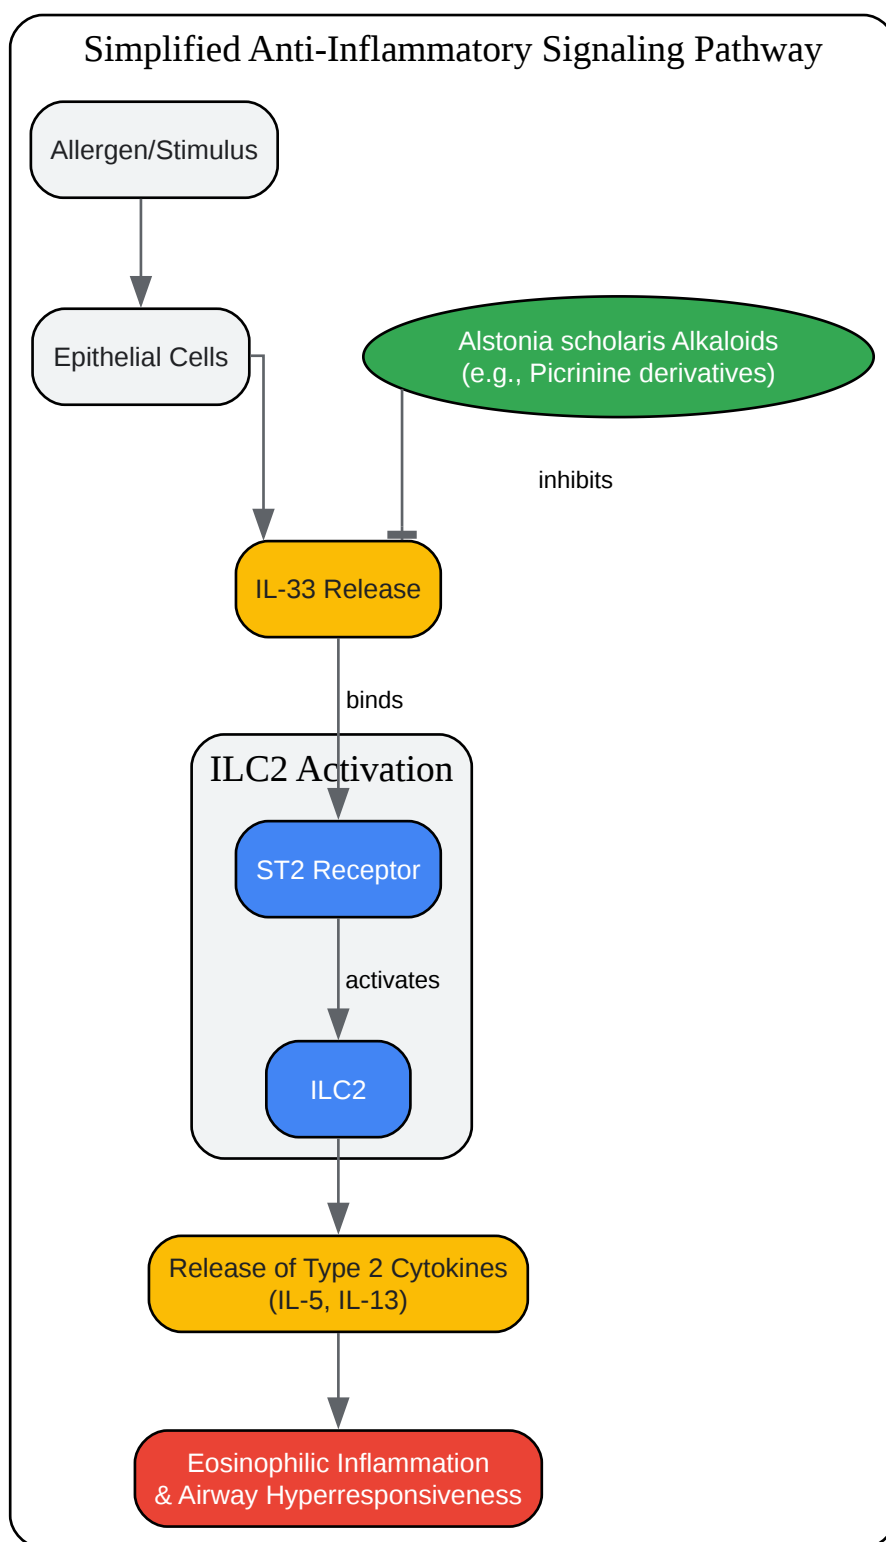 Simplified Anti-Inflammatory Signaling Pathway
Allergen/Stimulus
Epithelial Cells
Alstonia scholaris Alkaloids
(e.g., Picrinine derivatives)
inhibits
IL-33 Release
binds
ILC2 Activation
ST2 Receptor
activates
ILC2
Release of Type 2 Cytokines
(IL-5, IL-13)
Eosinophilic Inflammation
& Airway Hyperresponsiveness